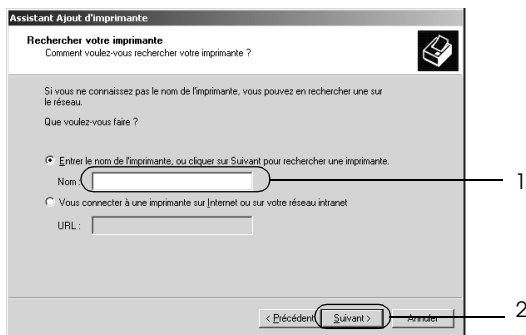 Assistant Ajout d'imprimante
Rechercher votre imprimante
Comment voulez-vous rechercher votre imprimante ?
Si vous ne connaissez pas le nom de l'imprimante, vous pouvez en rechercher une sur
le réseau.
Que voulez-vous faire ?
Entrer le nom de l'imprimante, ou cliquer sur Suivant pour rechercher une imprimante.
Nom :
1
Vous connecter à une imprimante sur Internet ou sur votre réseau intranet
URL :
< Précédent Suivant > Annuler
2